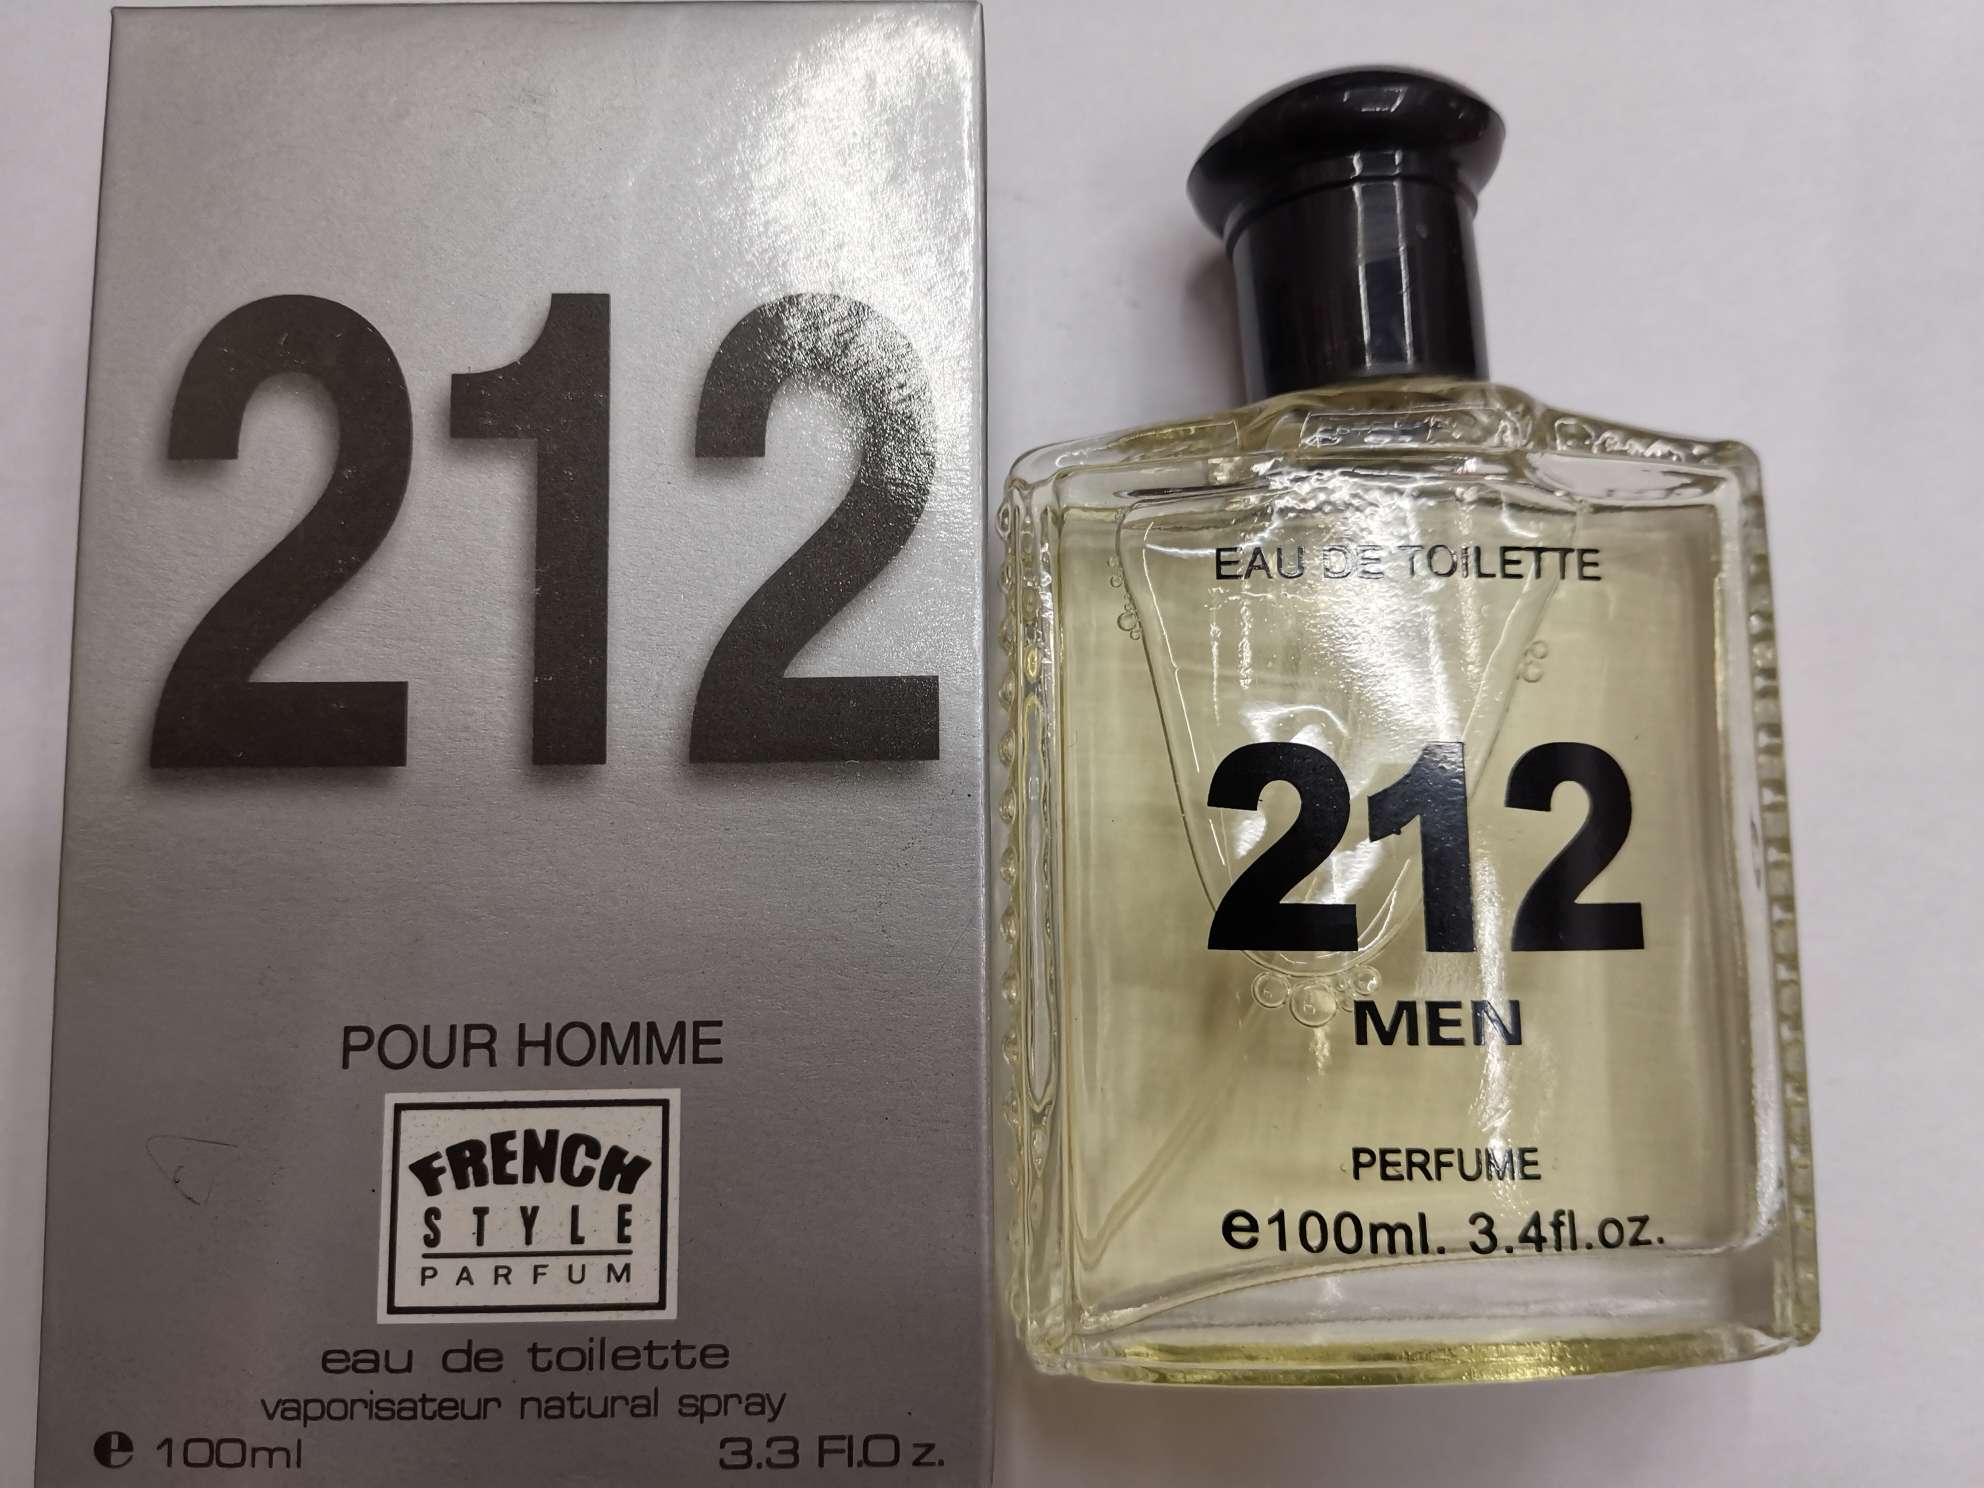 212
POUR HOMME
FRENCH
STYLE
PARFUM
eau de toilette
vaporisateur natural spray
e 100ml 3.3 Fl.O z.
EAU DE TOILETTE
212
MEN
PERFUME
e100ml. 3.4fl.oz.